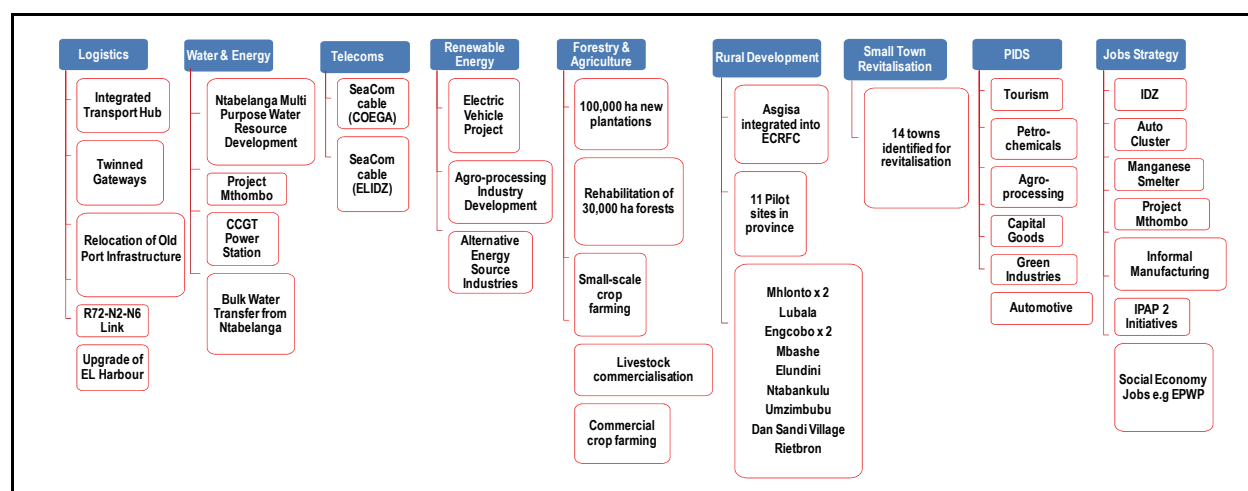 Logistics
Integrated
Transport Hub
Twinned
Gateways
Relocation of Old
Port Infrastructure
R72-N2-N6
Link
Upgrade of
EL Harbour
Water & Energy
Ntabelanga Multi
Purpose Water
Resource
Development
Project
Mthombo
CCGT
Power
Station
Bulk Water
Transfer from
Ntabelanga
Telecoms
SeaCom
cable
(COEGA)
SeaCom
cable
(ELIDZ)
Renewable
Energy
Electric
Vehicle
Project
Agro-processing
Industry
Development
Alternative
Energy
Source
Industries
Forestry &
Agriculture
100,000 ha new
plantations
Rehabilitation of
30,000 ha forests
Small-scale
crop
farming
Livestock
commercialisation
Commercial
crop farming
Rural Development
Asgisa
integrated into
ECRFC
11 Pilot
sites in
province
Mhlonto x 2
Lubala
Engcobo x 2
Mbashe
Elundini
Ntabankulu
Umzimbubu
Dan Sandi Village
Rietbron
Small Town
Revitalisation
14 towns
identified for
revitalisation
PIDS
Tourism
Petro-
chemicals
Agro-
processing
Capital
Goods
Green
Industries
Automotive
Jobs Strategy
IDZ
Auto
Cluster
Manganese
Smelter
Project
Mthombo
Informal
Manufacturing
IPAP 2
Initiatives
Social Economy
Jobs e.g EPWP